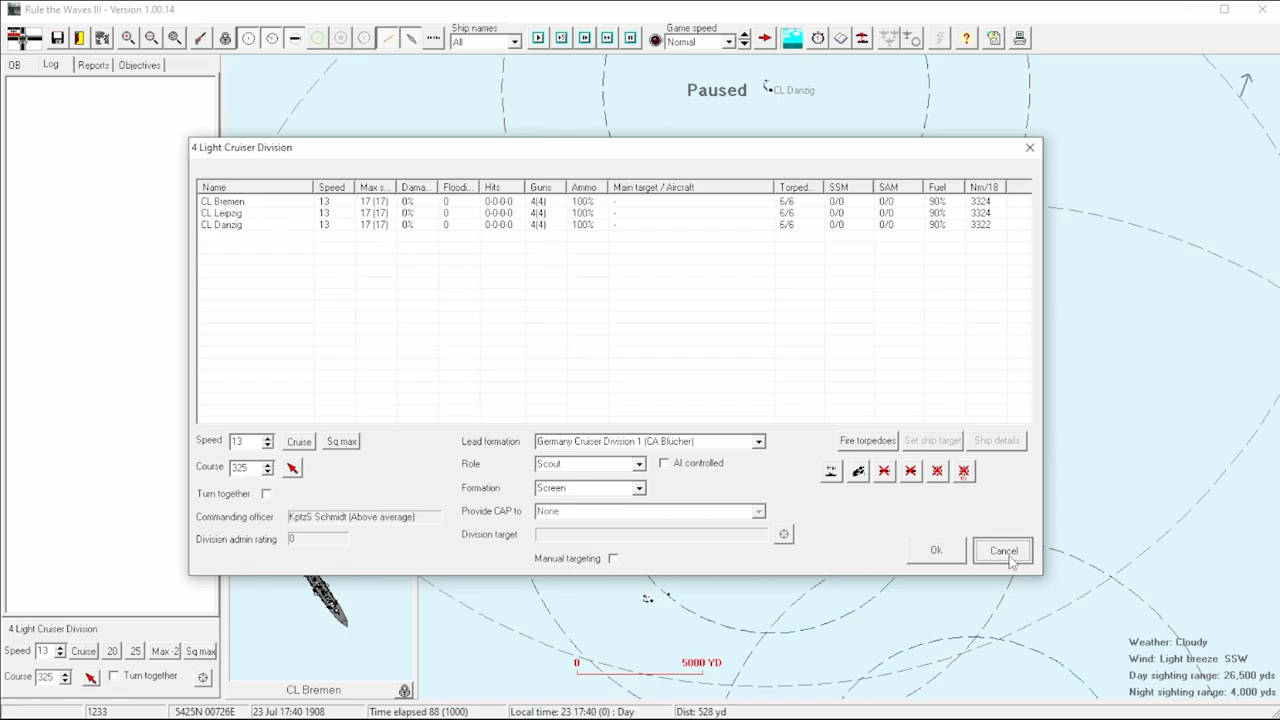 Rule the Waves III - Version 1.00.14
Ship names
All
Game speed
Normal
OB Log Reports Objectives
Paused
CL Danzig
4 Light Cruiser Division
Name Speed Max s... Dama... Floodi... Hits Guns Ammo Main target / Aircraft Torped... SSM SAM Fuel Nm/18
CL Bremen 13 17 (17) 0% 0 0-0-0-0 4(4) 100% - 6/6 0/0 0/0 90% 3324
CL Leipzig 13 17 (17) 0% 0 0-0-0-0 4(4) 100% - 6/6 0/0 0/0 90% 3324
CL Danzig 13 17 (17) 0% 0 0-0-0-0 4(4) 100% - 6/6 0/0 0/0 90% 3322
Speed 13 Cruise Sq max
Course 325
Turn together
Commanding officer KptzS Schmidt (Above average)
Division admin rating 0
Lead formation Germany Cruiser Division 1 (CA Blücher)
Role Scout AI controlled
Formation Screen
Provide CAP to None
Division target
Manual targeting
Fire torpedoes Set ship target Ship details
10
Ok Cancel
4 Light Cruiser Division
Speed 13 Cruise 20 25 Max -2 Sq max
Course 325 Turn together
CL Bremen
0 5000 YD
Weather: Cloudy
Wind: Light breeze SSW
Day sighting range: 26,500 yds
Night sighting range: 4,000 yds
1233 5425N 00726E 23 Jul 17:40 1908 Time elapsed 88 (1000) Local time: 23 17:40 (0) : Day Dist: 528 yd